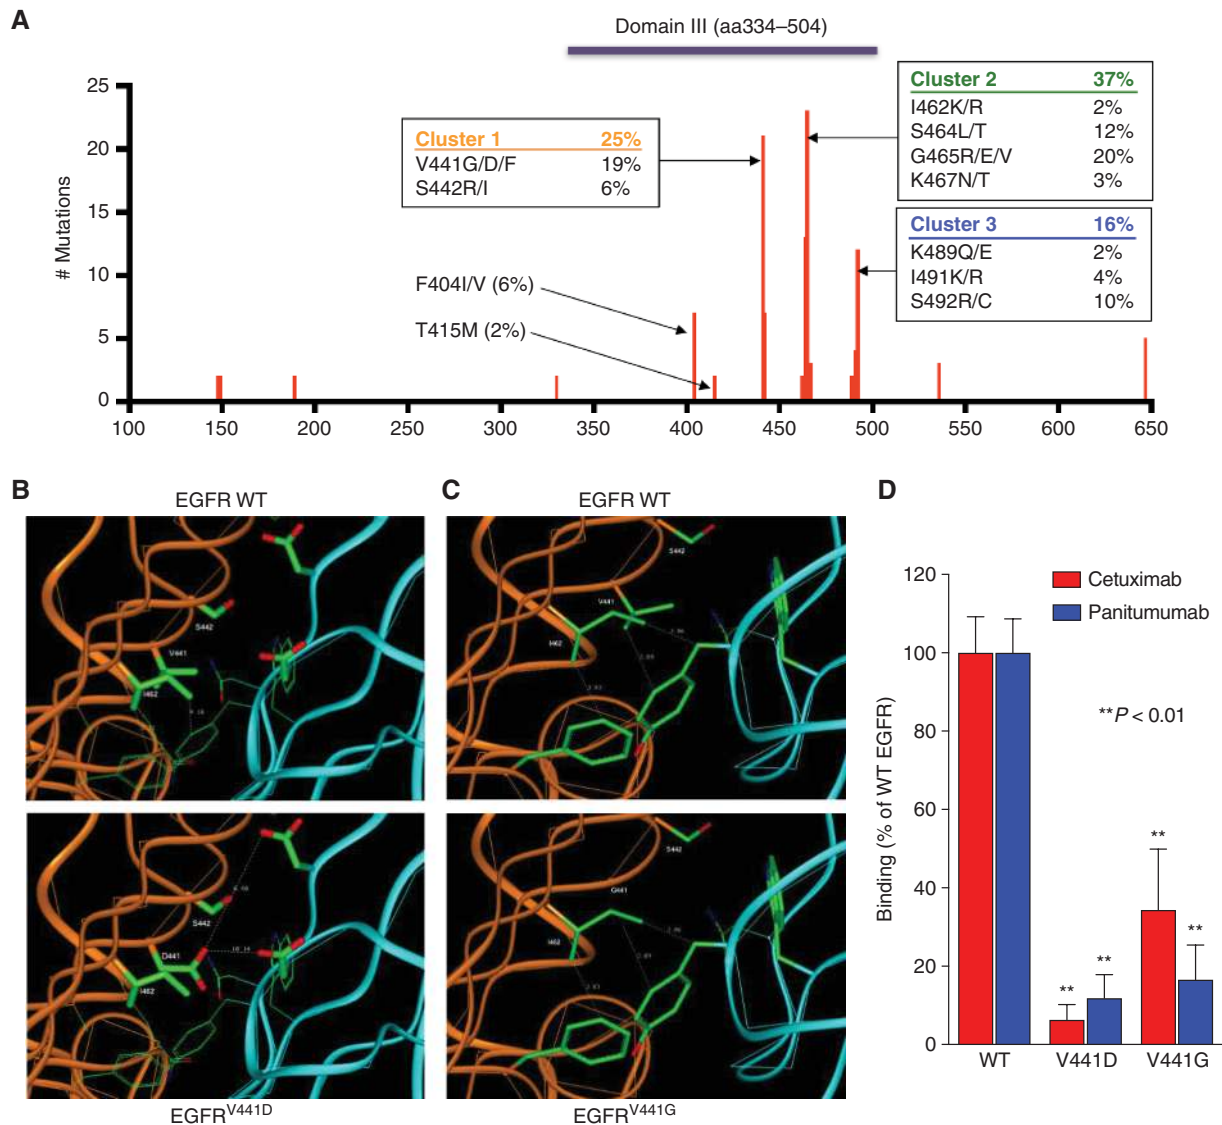 A
Domain III (aa334–504)
# Mutations
25
20
15
10
5
0
100 150 200 250 300 350 400 450 500 550 600 650
Cluster 1 25%
V441G/D/F 19%
S442R/I 6%
F404I/V (6%)
T415M (2%)
Cluster 2 37%
I462K/R 2%
S464L/T 12%
G465R/E/V 20%
K467N/T 3%
Cluster 3 16%
K489Q/E 2%
I491K/R 4%
S492R/C 10%
B
EGFR WT
S442
V441
I462
S442
D441
I462
EGFRV441D
C
EGFR WT
S442
V441
I462
S442
G441
I462
EGFRV441G
D
Binding (% of WT EGFR)
120
100
80
60
40
20
0
Cetuximab
Panitumumab
**P < 0.01
** ** ** **
WT V441D V441G